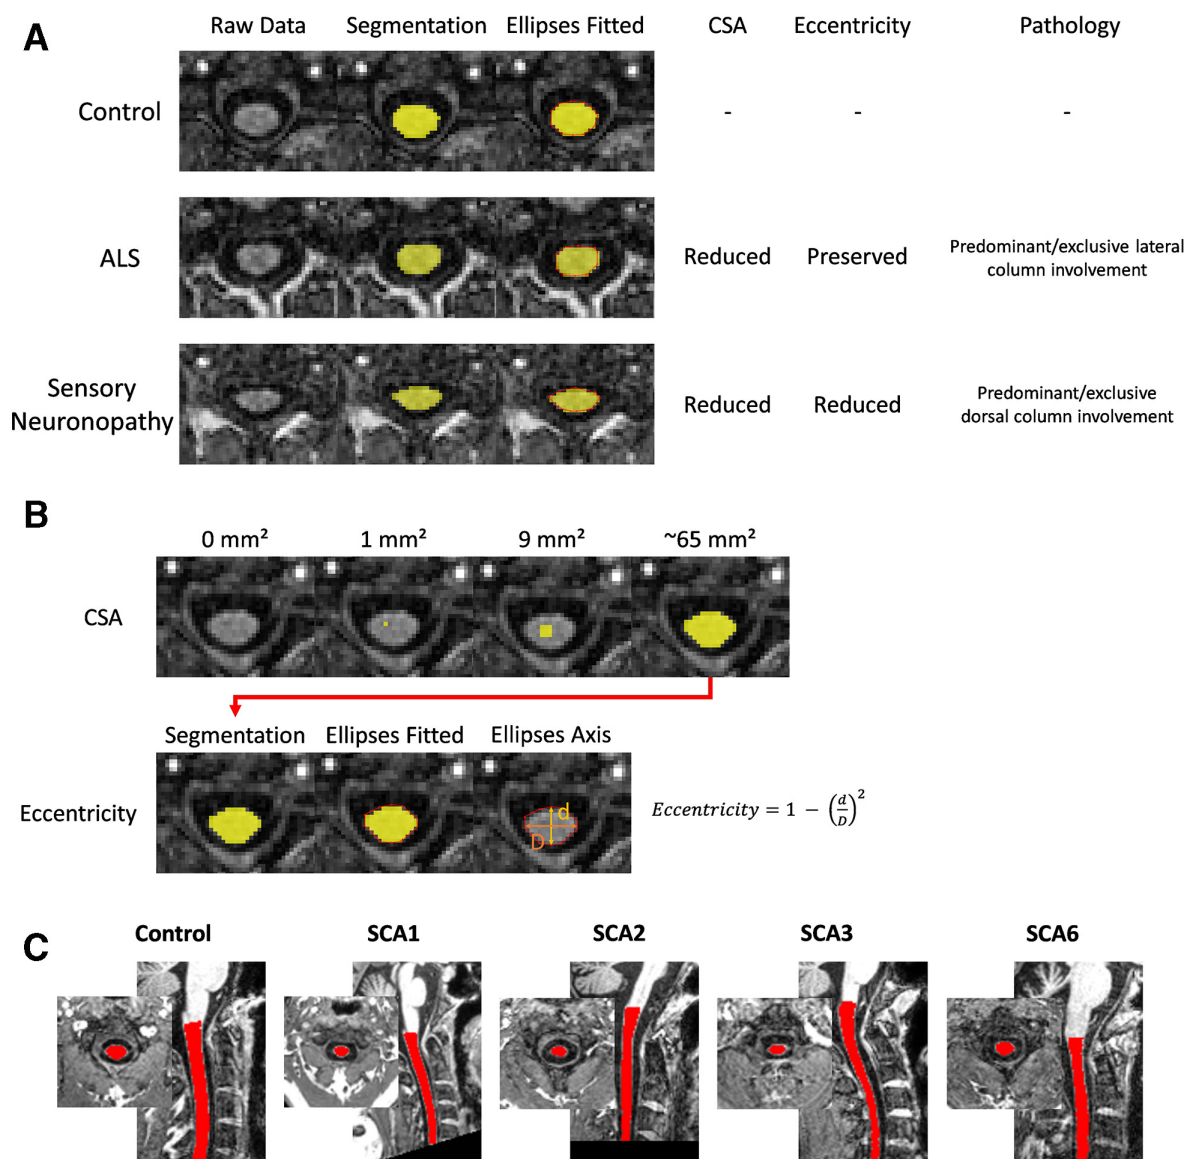 A
Raw Data Segmentation Ellipses Fitted CSA Eccentricity Pathology
Control - - -
ALS Reduced Preserved Predominant/exclusive lateral
column involvement
Sensory
Neuronopathy Reduced Reduced Predominant/exclusive
dorsal column involvement
B
0 mm² 1 mm² 9 mm² ~65 mm²
CSA
Segmentation Ellipses Fitted Ellipses Axis
d
D
Eccentricity
Eccentricity = 1 − (d/D)²
C
Control SCA1 SCA2 SCA3 SCA6